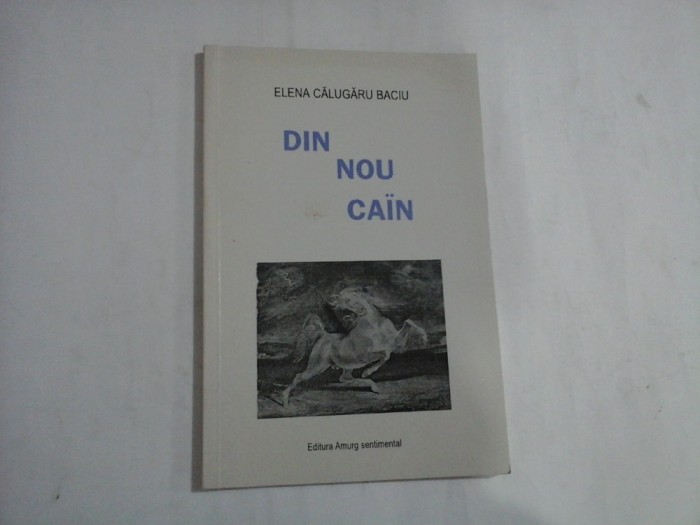 ELENA CĂLUGĂRU BACIU
DIN
NOU
CAÏN
Editura Amurg sentimental